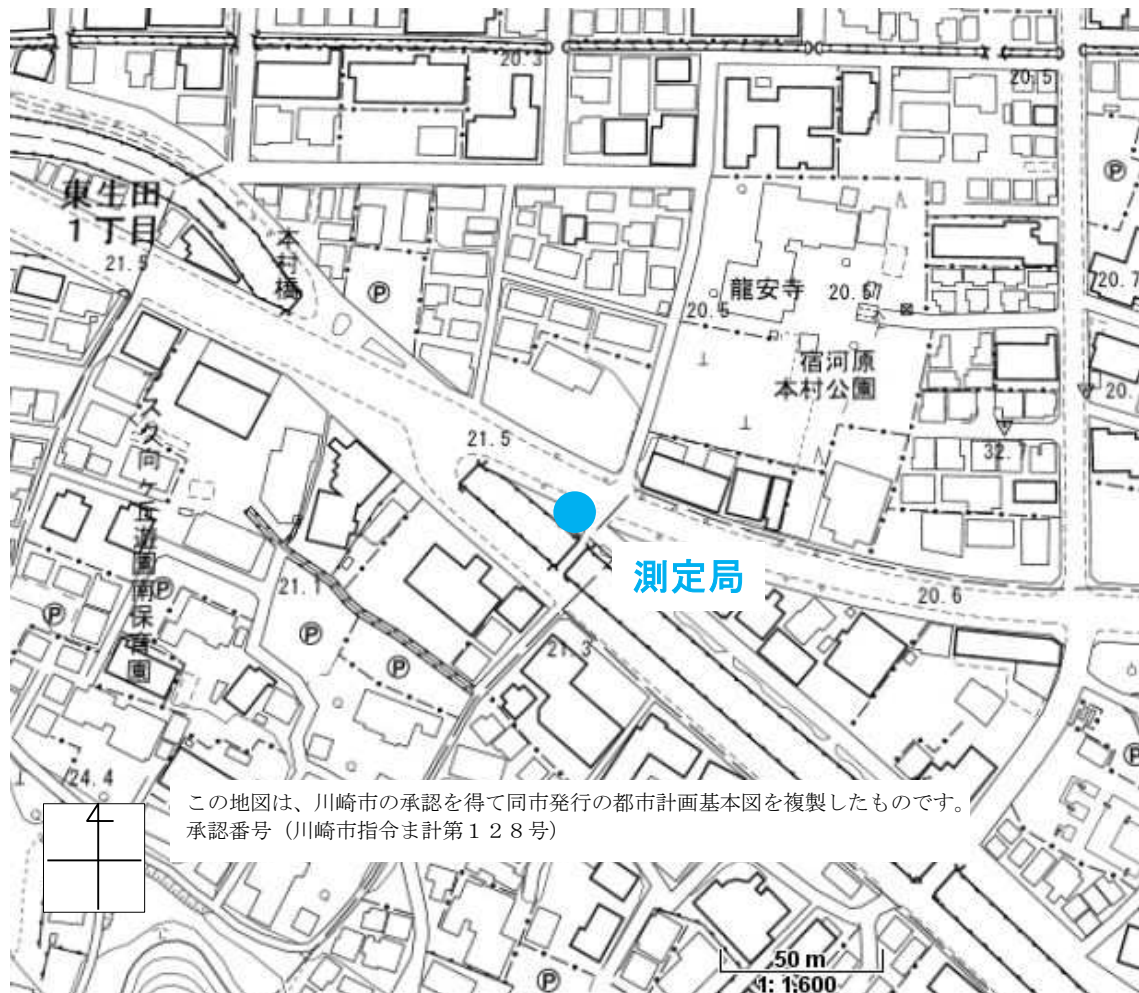 20.3
20.5
Ⓟ
東生田
1丁目
本村橋
21.5
Ⓟ
龍安寺
20.5
20.5
20.7
宿河原
本村公園
20.
21.5
32.7
測定局
21.1
20.6
Ⓟ
Ⓟ
Ⓟ
Ⓟ
21.3
Ⓟ
24.4
この地図は、川崎市の承認を得て同市発行の都市計画基本図を複製したものです。
承認番号（川崎市指令ま計第１２８号）
Ⓟ
50 m
1: 1,600